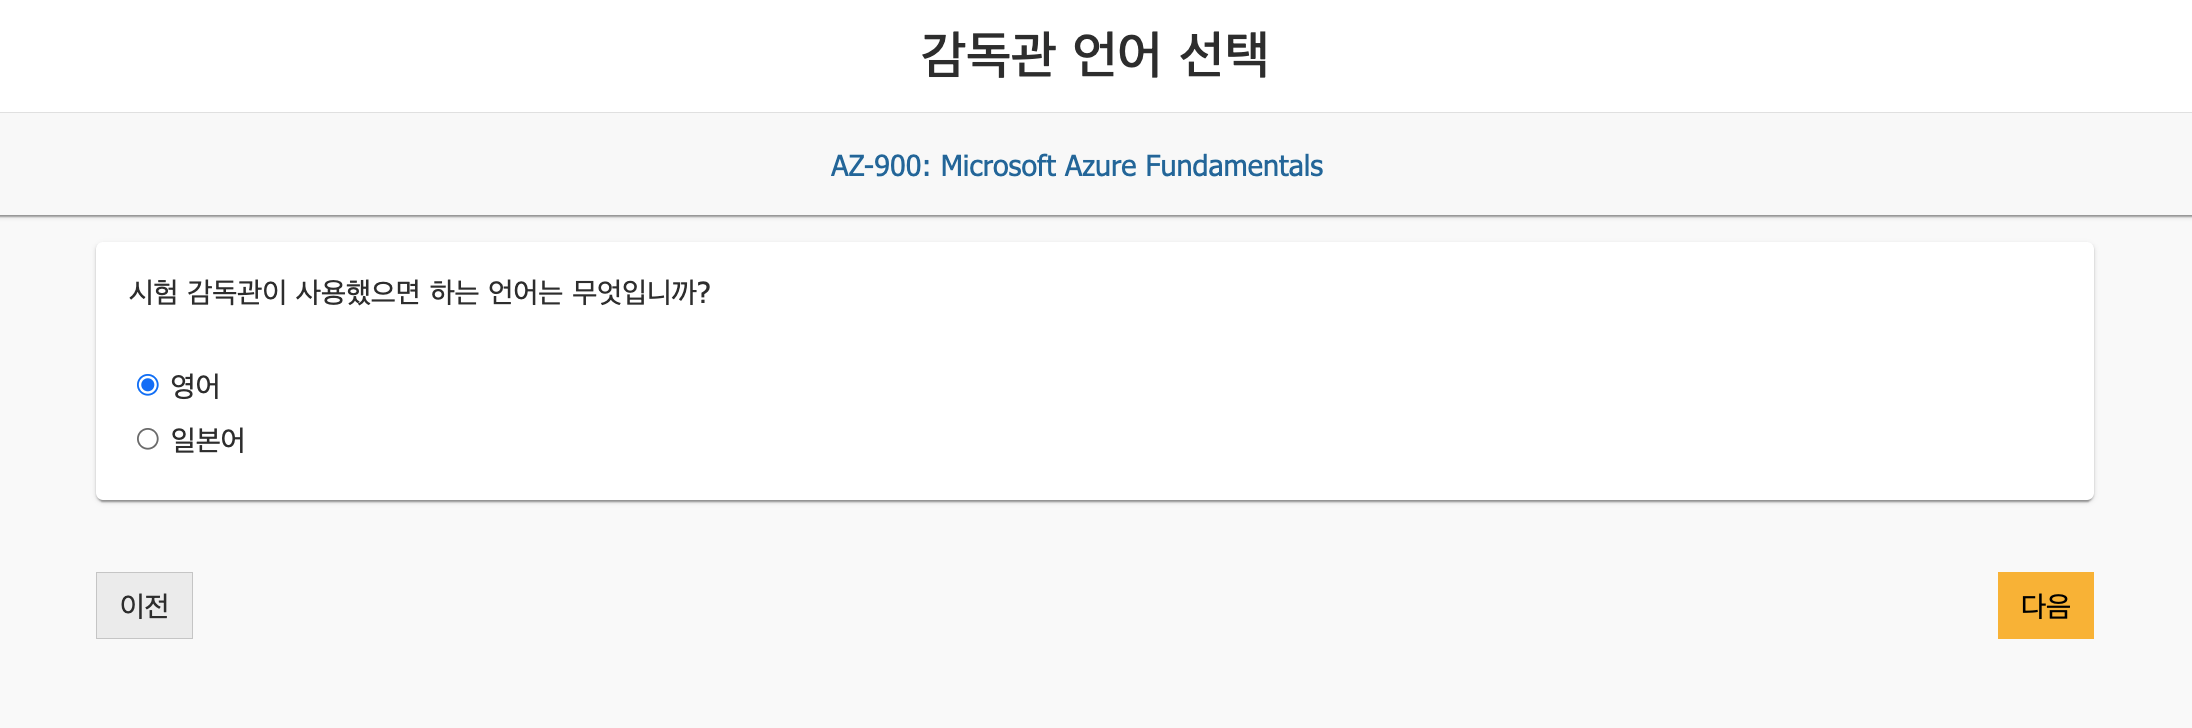 감독관 언어 선택
AZ-900: Microsoft Azure Fundamentals
시험 감독관이 사용했으면 하는 언어는 무엇입니까?
영어
일본어
이전
다음